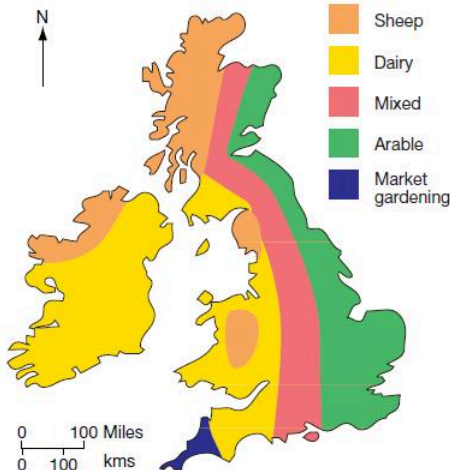 N
Sheep
Dairy
Mixed
Arable
Market
gardening
0 100 Miles
0 100 kms